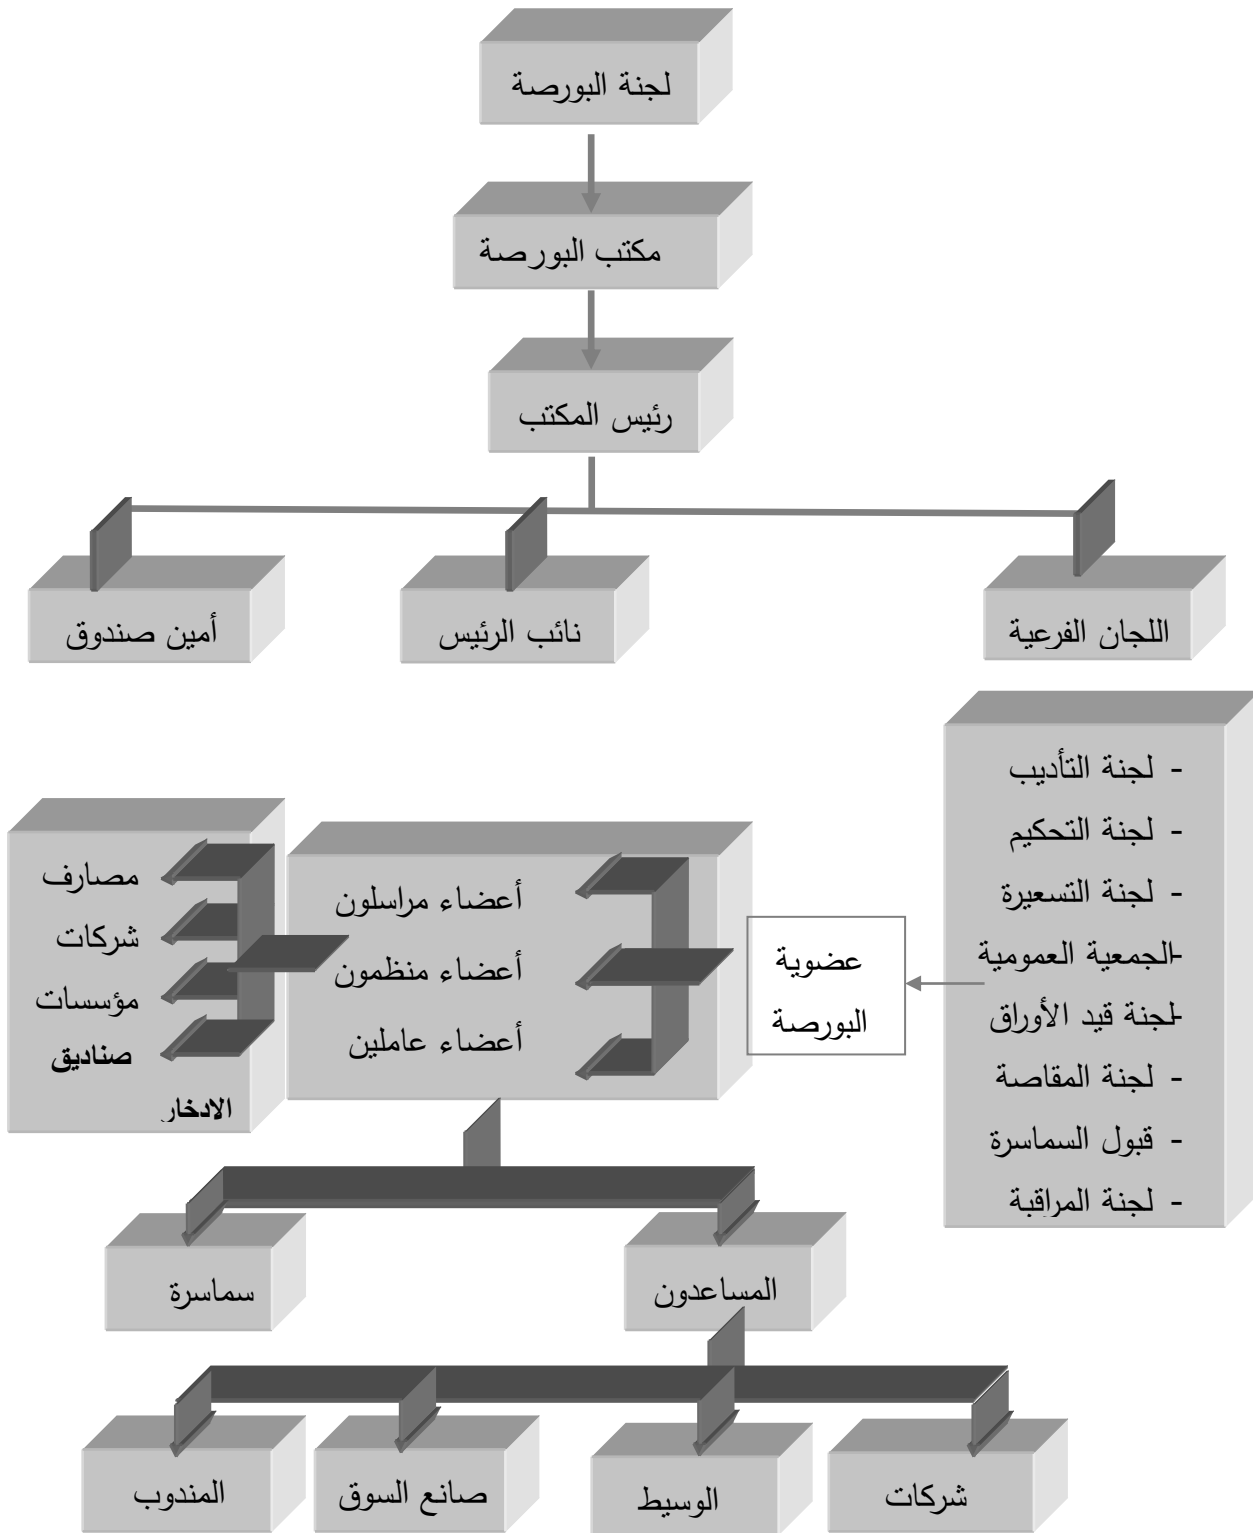 لجنة البورصة
مكتب البورصة
رئيس المكتب
اللجان الفرعية
نائب الرئيس
أمين صندوق
- لجنة التأديب
- لجنة التحكيم
- لجنة التسعيرة
-الجمعية العمومية
-لجنة قيد الأوراق
- لجنة المقاصة
- قبول السماسرة
- لجنة المراقبة
عضوية
البورصة
أعضاء مراسلون
أعضاء منظمون
أعضاء عاملين
مصارف
شركات
مؤسسات
صناديق
الادخار
المساعدون
سماسرة
شركات
الوسيط
صانع السوق
المندوب